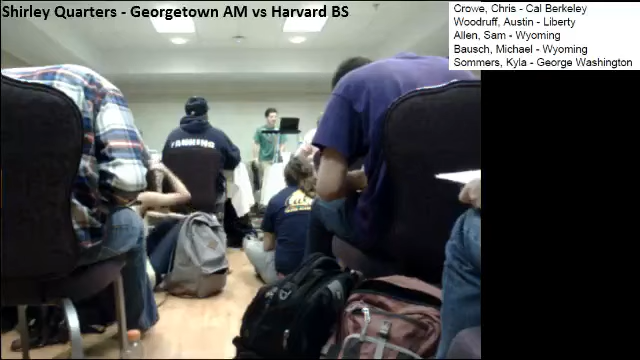 Shirley Quarters - Georgetown AM vs Harvard BS
Crowe, Chris - Cal Berkeley
Woodruff, Austin - Liberty
Allen, Sam - Wyoming
Bausch, Michael - Wyoming
Sommers, Kyla - George Washington